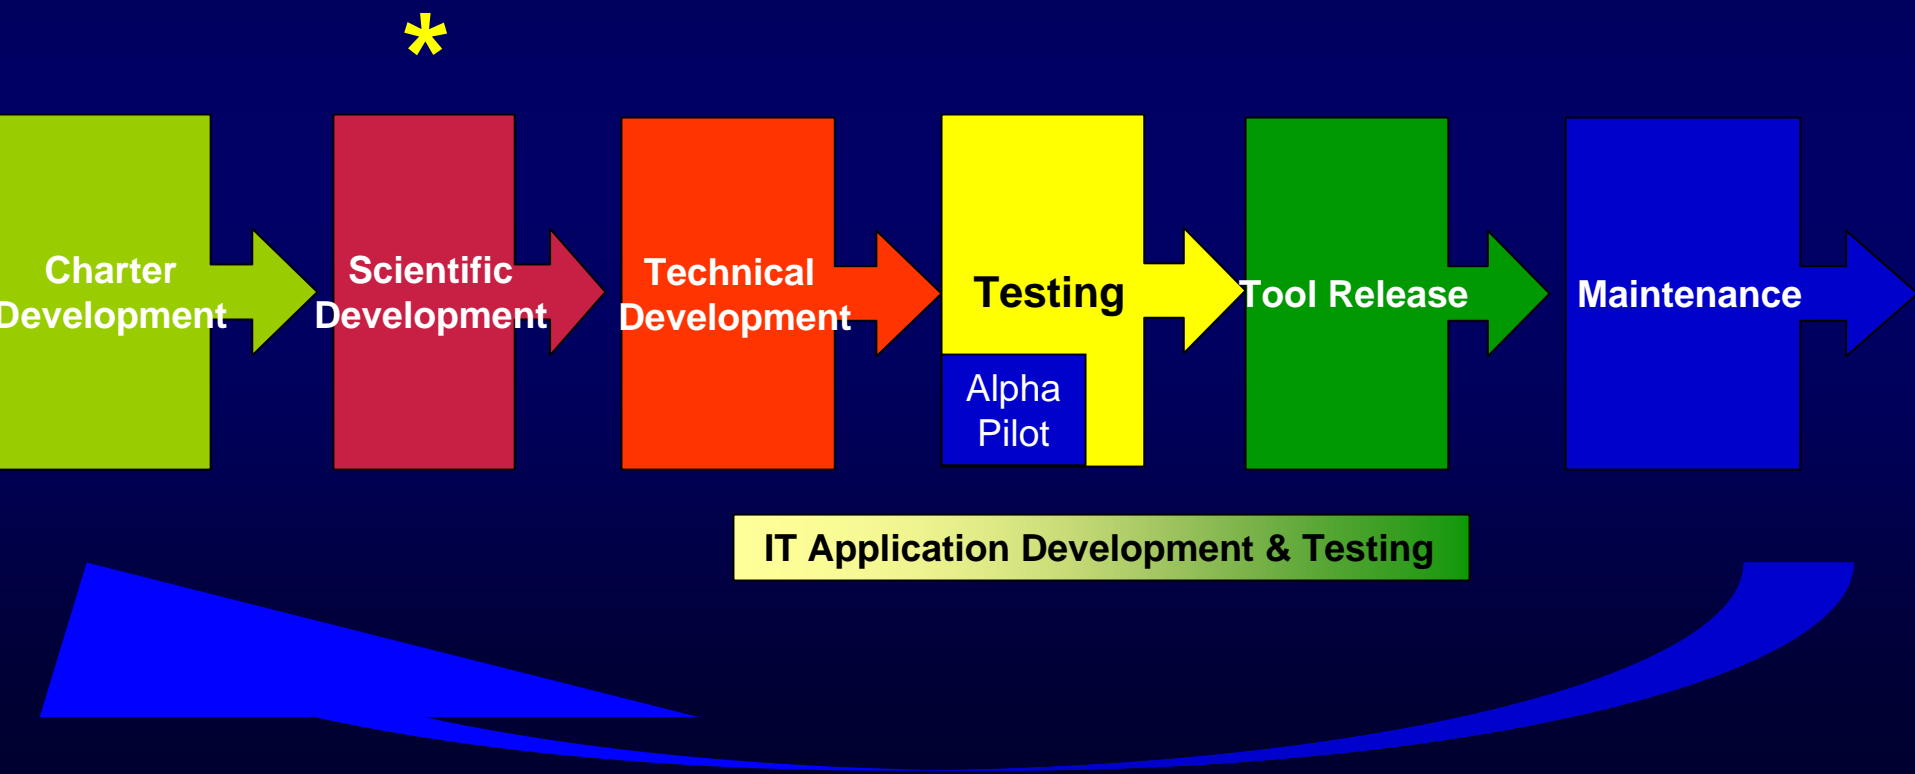 *
Charter
Development
Scientific
Development
Technical
Development
Testing
Tool Release
Maintenance
Alpha
Pilot
IT Application Development & Testing